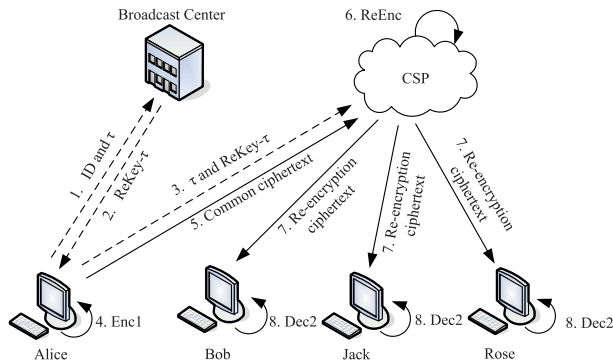 Broadcast Center
6. ReEnc
CSP
1. ID and τ
2. ReKey-τ
3. τ and ReKey-τ
5. Common ciphertext
7. Re-encryption
ciphertext
7. Re-encryption
ciphertext
7. Re-encryption
ciphertext
4. Enc1
8. Dec2
8. Dec2
8. Dec2
Alice
Bob
Jack
Rose